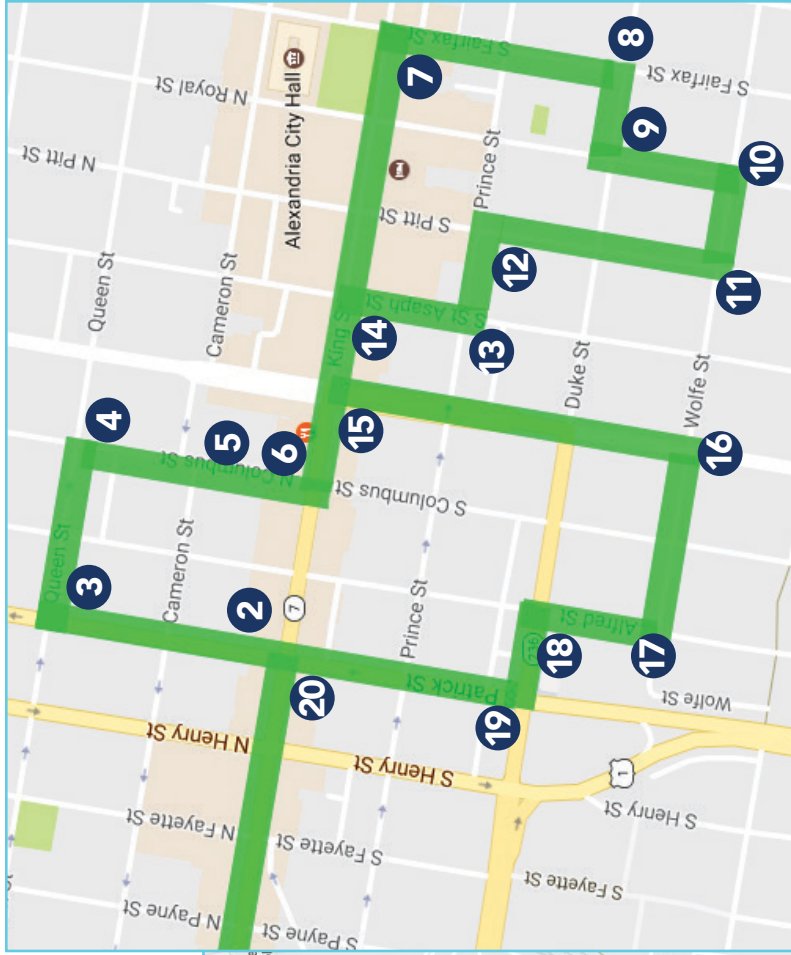 S Fairfax St
N Royal St
Alexandria City Hall
7
8
S Fairfax St
9
10
N Pitt St
Prince St
S Pitt St
12
11
Queen St
Cameron St
S St Asaph St
13
14
King St
Duke St
Wolfe St
4
5
6
15
16
N Columbus St
S Columbus St
Queen St
3
Cameron St
2
7
Prince St
236
Alfred St
18
17
20
Patrick St
19
Wolfe St
N Henry St
S Henry St
1
S Henry St
N Fayette St
S Fayette St
S Fayette St
N Payne St
S Payne St